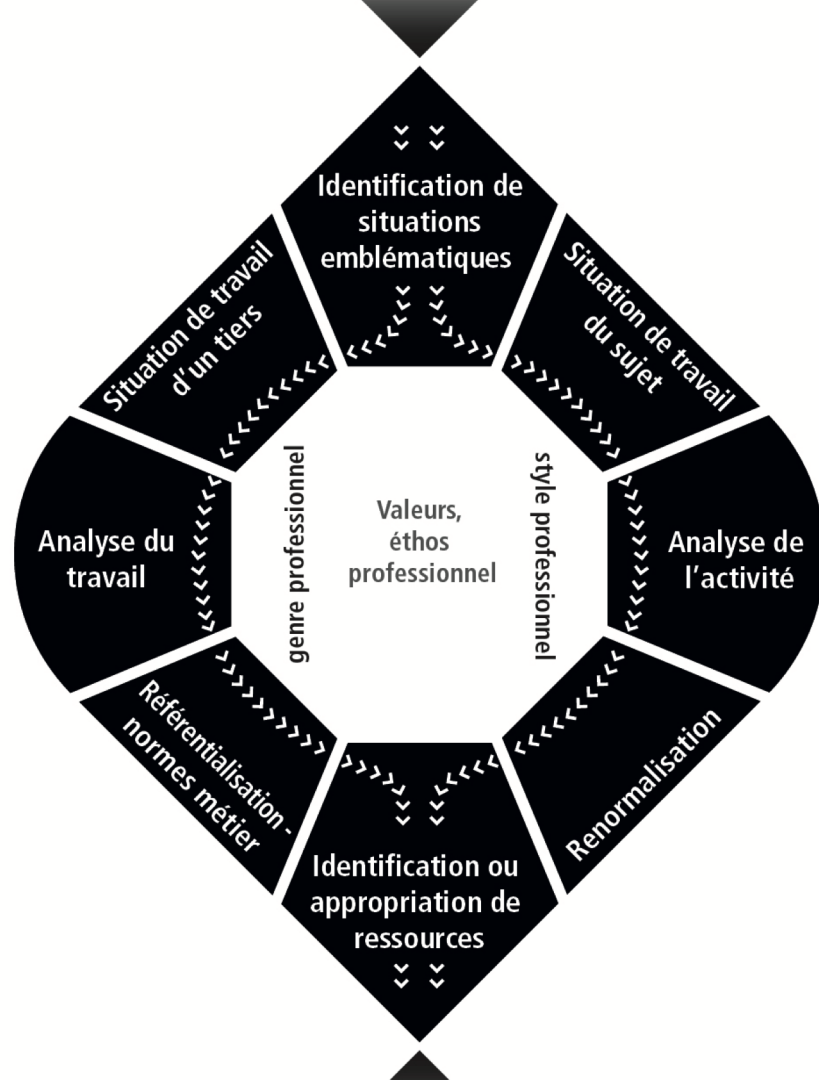 Identification de
situations
emblématiques
Situation de travail
d'un tiers
Situation de travail
du sujet
Analyse du
travail
genre professionnel
Valeurs,
éthos
professionnel
style professionnel
Analyse de
l'activité
Référentialisation -
normes métier
Renormalisation
Identification ou
appropriation de
ressources